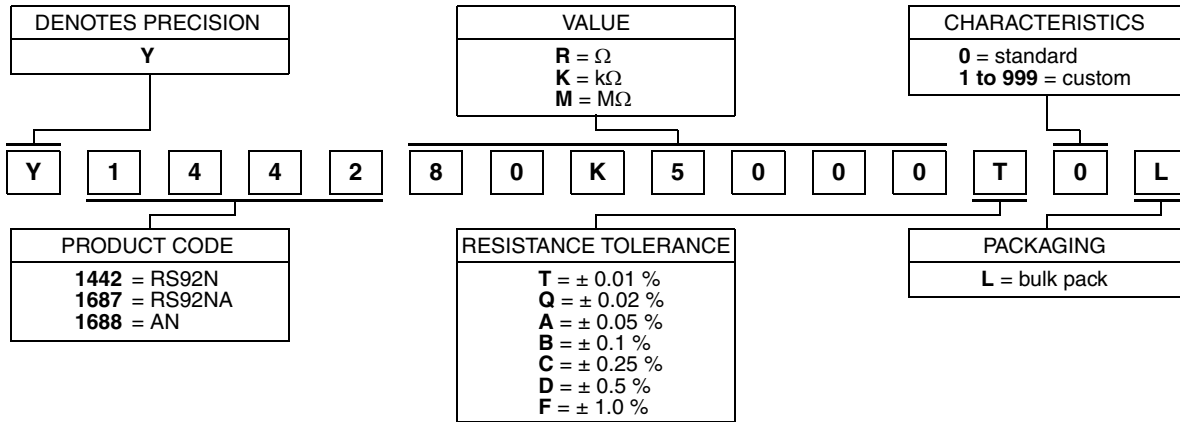 DENOTES PRECISION
Y
VALUE
R = Ω
K = kΩ
M = MΩ
CHARACTERISTICS
0 = standard
1 to 999 = custom
Y 1 4 4 2 8 0 K 5 0 0 0 T 0 L
PRODUCT CODE
1442 = RS92N
1687 = RS92NA
1688 = AN
RESISTANCE TOLERANCE
T = ± 0.01 %
Q = ± 0.02 %
A = ± 0.05 %
B = ± 0.1 %
C = ± 0.25 %
D = ± 0.5 %
F = ± 1.0 %
PACKAGING
L = bulk pack